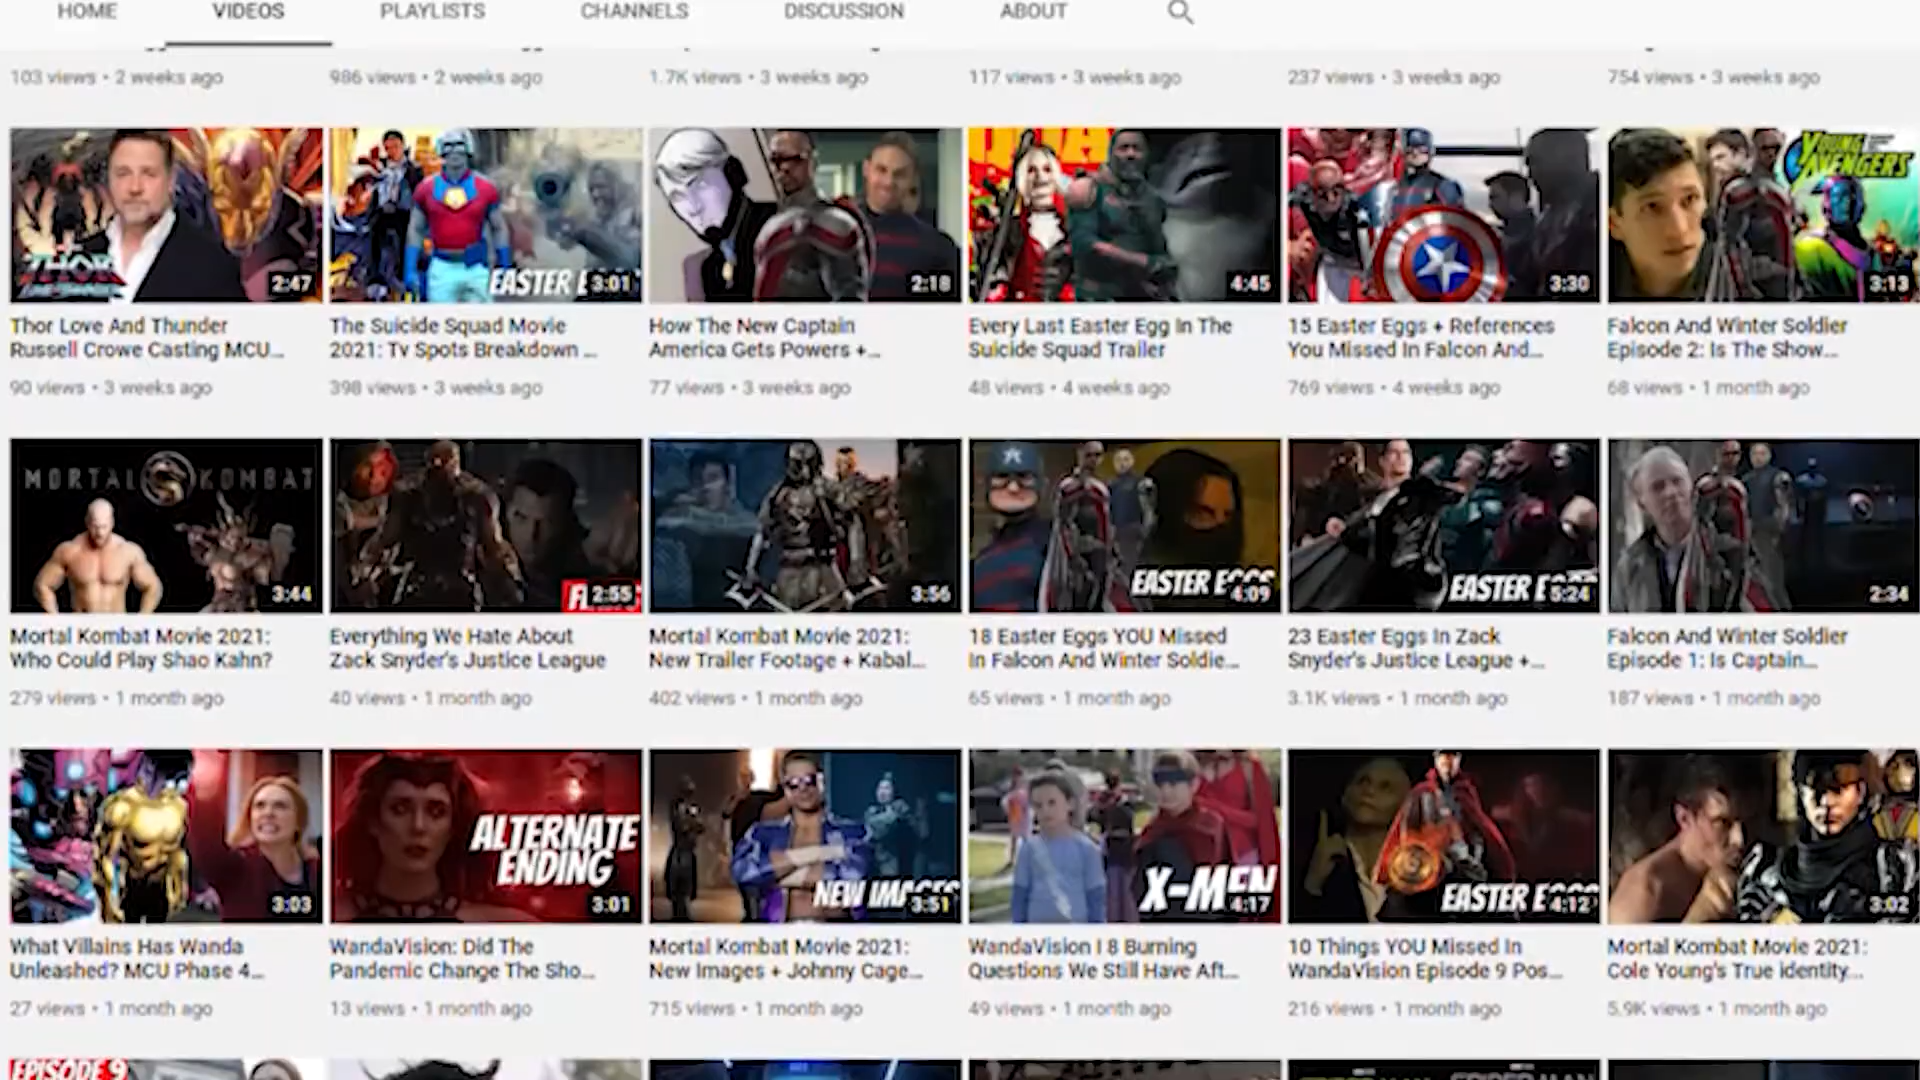 HOME VIDEOS PLAYLISTS CHANNELS DISCUSSION ABOUT
103 views • 2 weeks ago
986 views • 2 weeks ago
1.7K views • 3 weeks ago
117 views • 3 weeks ago
237 views • 3 weeks ago
754 views • 3 weeks ago
THOR
2:47
EASTER E
3:01
2:18
4:45
3:30
YOUNG
AVENGERS
3:13
Thor Love And Thunder
Russell Crowe Casting MCU...
90 views • 3 weeks ago
The Suicide Squad Movie
2021: Tv Spots Breakdown ...
398 views • 3 weeks ago
How The New Captain
America Gets Powers +...
77 views • 3 weeks ago
Every Last Easter Egg In The
Suicide Squad Trailer
48 views • 4 weeks ago
15 Easter Eggs + References
You Missed In Falcon And...
769 views • 4 weeks ago
Falcon And Winter Soldier
Episode 2: Is The Show...
68 views • 1 month ago
MORTAL KOMBAT
3:44
2:55
3:56
EASTER EGGS
4:09
EASTER E
5:24
2:34
Mortal Kombat Movie 2021:
Who Could Play Shao Kahn?
279 views • 1 month ago
Everything We Hate About
Zack Snyder's Justice League
40 views • 1 month ago
Mortal Kombat Movie 2021:
New Trailer Footage + Kabal...
402 views • 1 month ago
18 Easter Eggs YOU Missed
In Falcon And Winter Soldie...
65 views • 1 month ago
23 Easter Eggs In Zack
Snyder's Justice League +...
3.1K views • 1 month ago
Falcon And Winter Soldier
Episode 1: Is Captain...
187 views • 1 month ago
3:03
ALTERNATE
ENDING
3:01
NEW IMAGES
3:51
X-MEN
4:17
EASTER EGGS
4:12
3:02
What Villains Has Wanda
Unleashed? MCU Phase 4...
27 views • 1 month ago
WandaVision: Did The
Pandemic Change The Sho...
13 views • 1 month ago
Mortal Kombat Movie 2021:
New Images + Johnny Cage...
715 views • 1 month ago
WandaVision I 8 Burning
Questions We Still Have Aft...
49 views • 1 month ago
10 Things YOU Missed In
WandaVision Episode 9 Pos...
216 views • 1 month ago
Mortal Kombat Movie 2021:
Cole Young's True identity...
5.9K views • 1 month ago
EPISODE 9